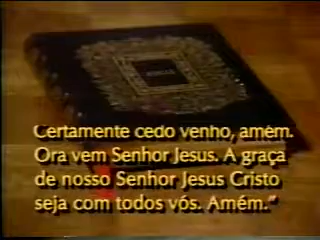 Certamente cedo venho, amém.
Ora vem Senhor Jesus. A graça
de nosso Senhor Jesus Cristo
seja com todos vós. Amém."